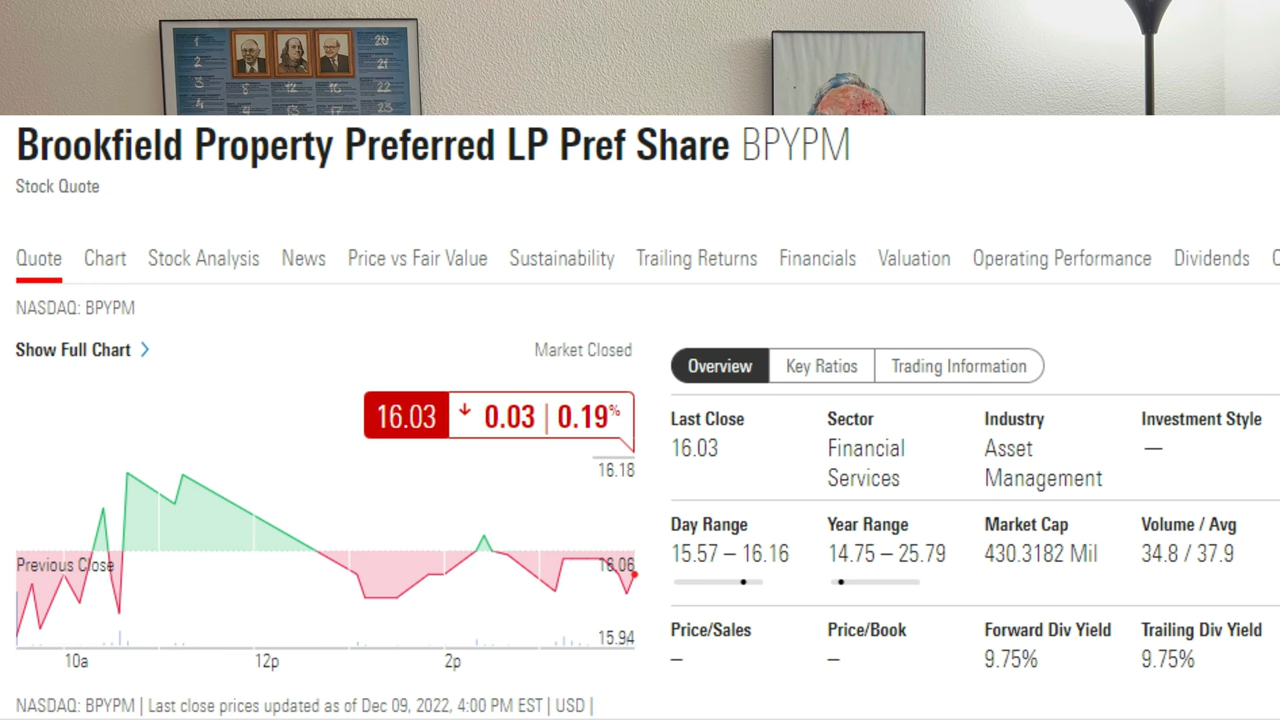 1
2
3
4
8
12
16
20
21
22
23
Brookfield Property Preferred LP Pref Share BPYPM
Stock Quote
Quote Chart Stock Analysis News Price vs Fair Value Sustainability Trailing Returns Financials Valuation Operating Performance Dividends
NASDAQ: BPYPM
Show Full Chart > Market Closed
16.03 ↓ 0.03 | 0.19%
16.18
Previous Close 16.06
15.94
10a 12p 2p
Overview Key Ratios Trading Information
Last Close Sector Industry Investment Style
16.03 Financial Asset —
Services Management
Day Range Year Range Market Cap Volume / Avg
15.57 – 16.16 14.75 – 25.79 430.3182 Mil 34.8 / 37.9
Price/Sales Price/Book Forward Div Yield Trailing Div Yield
– – 9.75% 9.75%
NASDAQ: BPYPM | Last close prices updated as of Dec 09, 2022, 4:00 PM EST | USD |